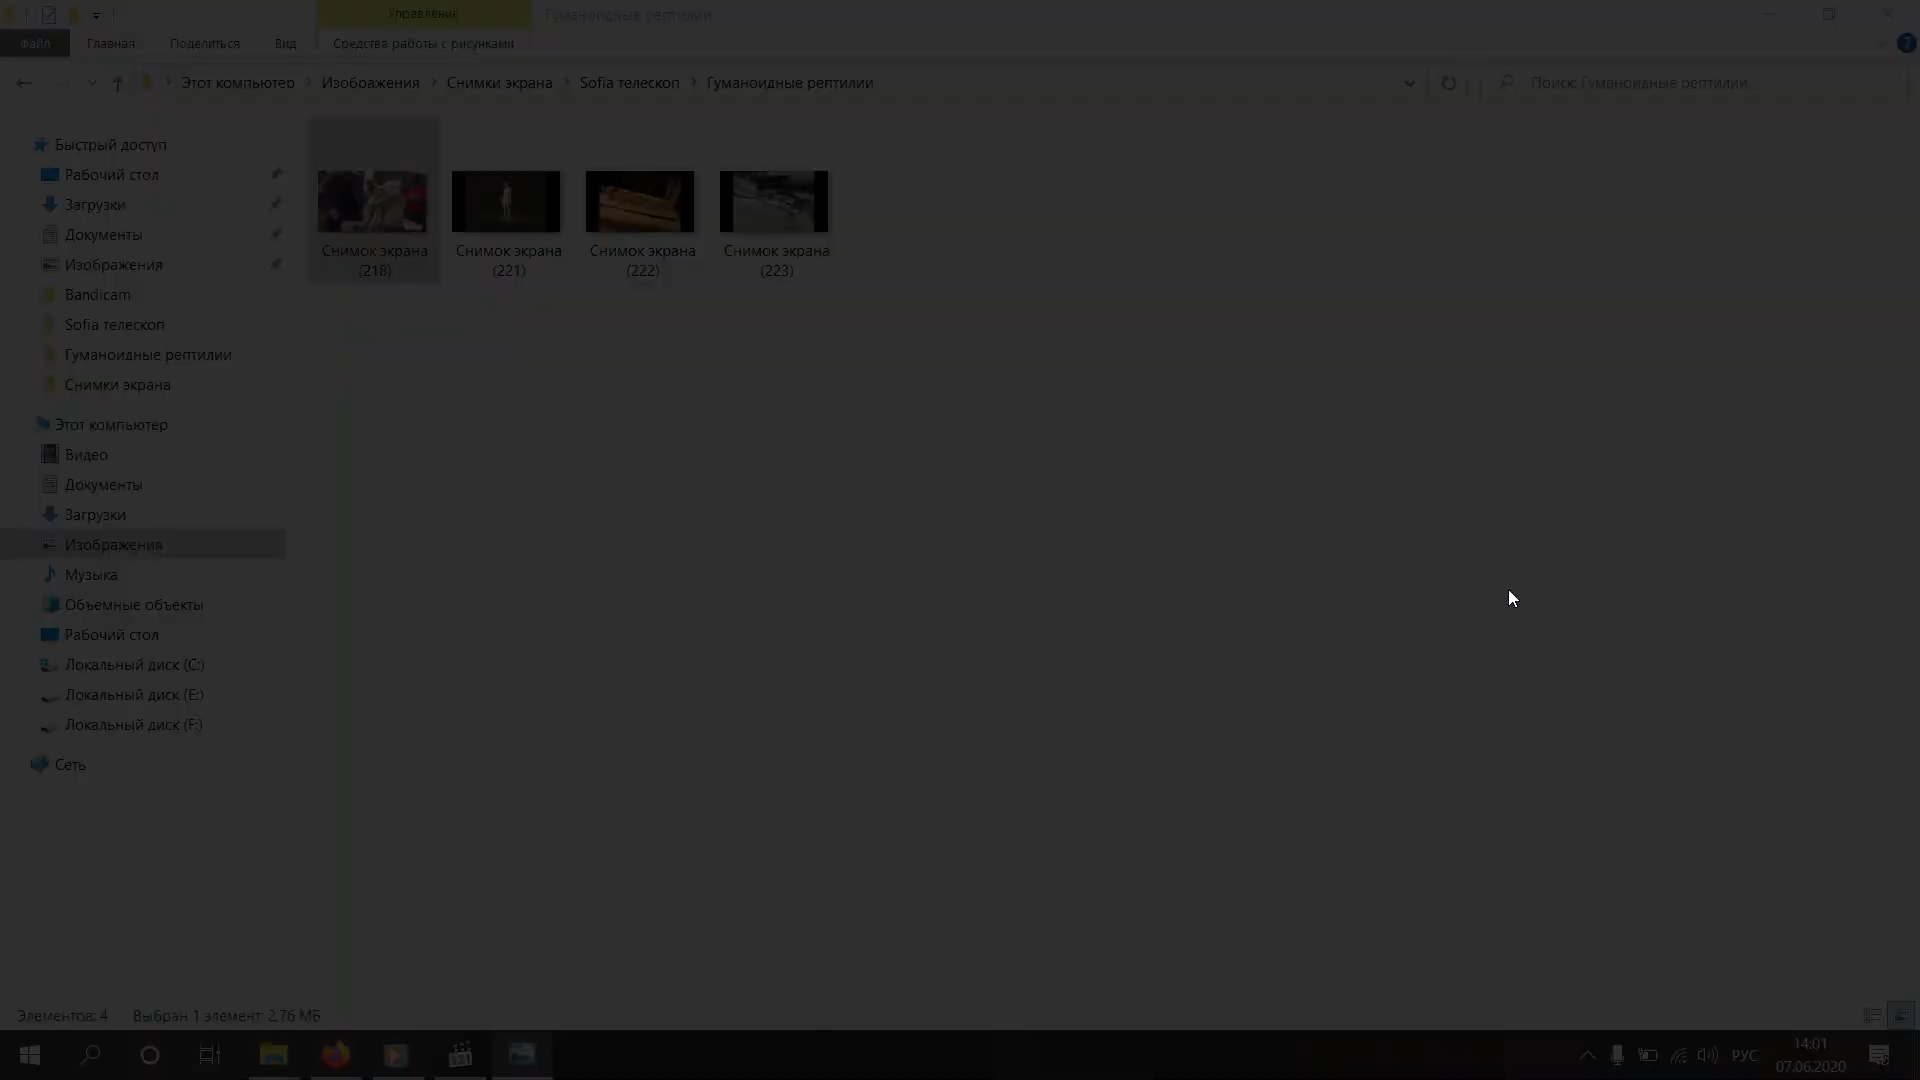 Управление
Гуманоидные рептилии
Файл
Главная
Поделиться
Вид
Средства работы с рисунками
Этот компьютер
Изображения
Снимки экрана
Sofia телескоп
Гуманоидные рептилии
Поиск: Гуманоидные рептилии
Быстрый доступ
Рабочий стол
Загрузки
Документы
Изображения
Bandicam
Sofia телескоп
Гуманоидные рептилии
Снимки экрана
Этот компьютер
Видео
Документы
Загрузки
Изображения
Музыка
Объемные объекты
Рабочий стол
Локальный диск (C:)
Локальный диск (E:)
Локальный диск (F:)
Сеть
Снимок экрана
(218)
Снимок экрана
(221)
Снимок экрана
(222)
Снимок экрана
(223)
Элементов: 4
Выбран 1 элемент: 2,76 МБ
РУС
14:01
07.06.2020